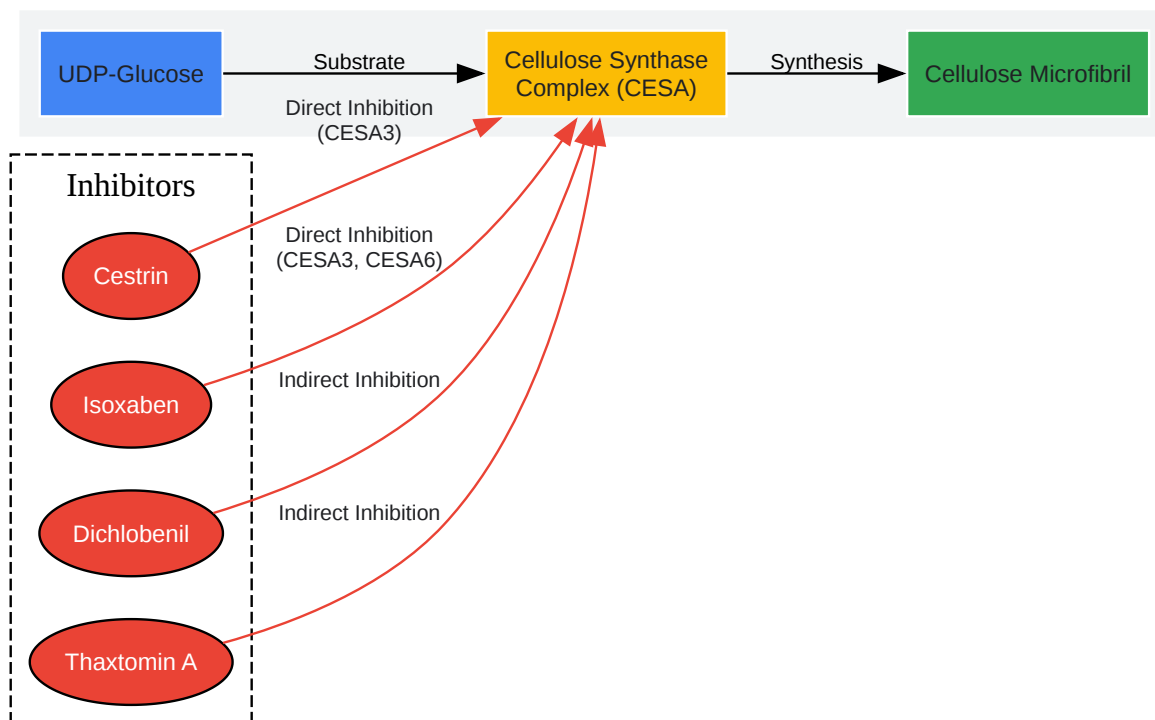 UDP-Glucose
Substrate
Cellulose Synthase
Complex (CESA)
Synthesis
Cellulose Microfibril
Direct Inhibition
(CESA3)
Inhibitors
Cestrin
Direct Inhibition
(CESA3, CESA6)
Isoxaben
Indirect Inhibition
Dichlobenil
Indirect Inhibition
Thaxtomin A